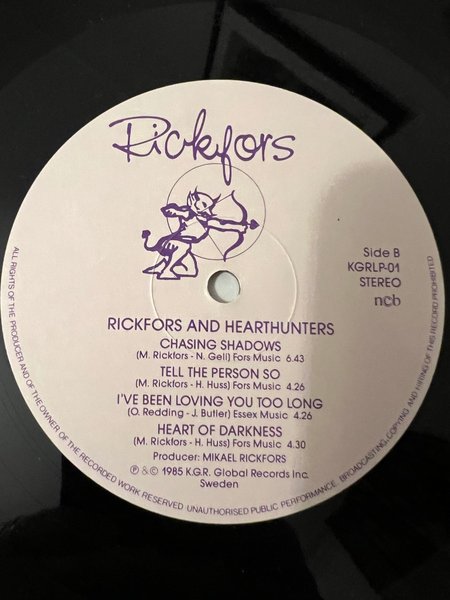 Rickfors
Side B
KGRLP-01
STEREO
ncb
RICKFORS AND HEARTHUNTERS
CHASING SHADOWS
(M. Rickfors - N. Gell) Fors Music 6.43
TELL THE PERSON SO
(M. Rickfors - H. Huss) Fors Music 4.26
I'VE BEEN LOVING YOU TOO LONG
(O. Redding - J. Butler) Essex Music 4.26
HEART OF DARKNESS
(M. Rickfors - H. Huss) Fors Music 4.30
Producer: MIKAEL RICKFORS
℗ & © 1985 K.G.R. Global Records Inc.
Sweden
ALL RIGHTS OF THE PRODUCER AND OF THE OWNER OF THE RECORDED WORK RESERVED UNAUTHORISED PUBLIC PERFORMANCE, BROADCASTING, COPYING AND HIRING OF THIS RECORD PROHIBITED